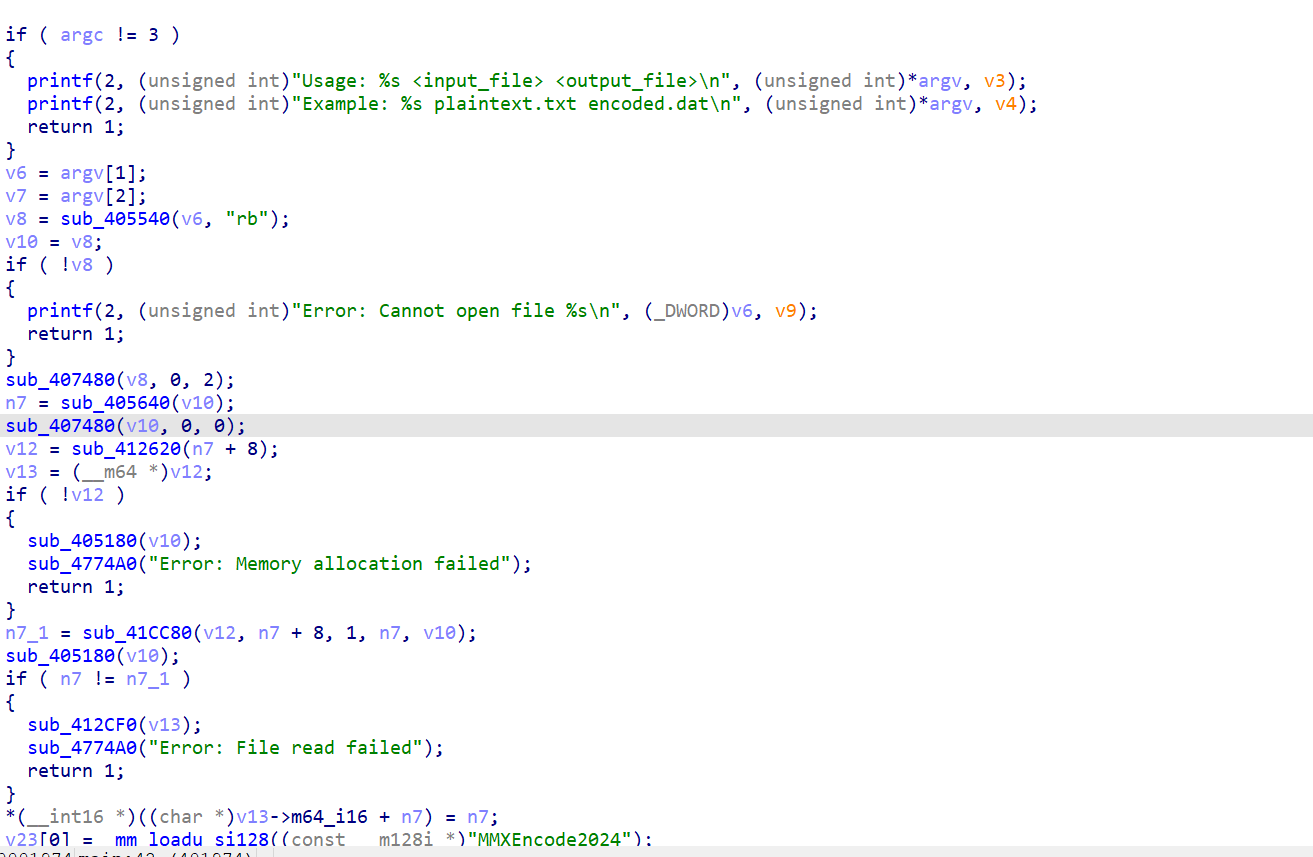 if ( argc != 3 )
{
  printf(2, (unsigned int)"Usage: %s <input_file> <output_file>\n", (unsigned int)*argv, v3);
  printf(2, (unsigned int)"Example: %s plaintext.txt encoded.dat\n", (unsigned int)*argv, v4);
  return 1;
}
v6 = argv[1];
v7 = argv[2];
v8 = sub_405540(v6, "rb");
v10 = v8;
if ( !v8 )
{
  printf(2, (unsigned int)"Error: Cannot open file %s\n", (_DWORD)v6, v9);
  return 1;
}
sub_407480(v8, 0, 2);
n7 = sub_405640(v10);
sub_407480(v10, 0, 0);
v12 = sub_412620(n7 + 8);
v13 = (__m64 *)v12;
if ( !v12 )
{
  sub_405180(v10);
  sub_4774A0("Error: Memory allocation failed");
  return 1;
}
n7_1 = sub_41CC80(v12, n7 + 8, 1, n7, v10);
sub_405180(v10);
if ( n7 != n7_1 )
{
  sub_412CF0(v13);
  sub_4774A0("Error: File read failed");
  return 1;
}
*(__int16 *)((char *)v13->m64_i16 + n7) = n7;
v23[0] = _mm_loadu_si128((const __m128i *)"MMXEncode2024");